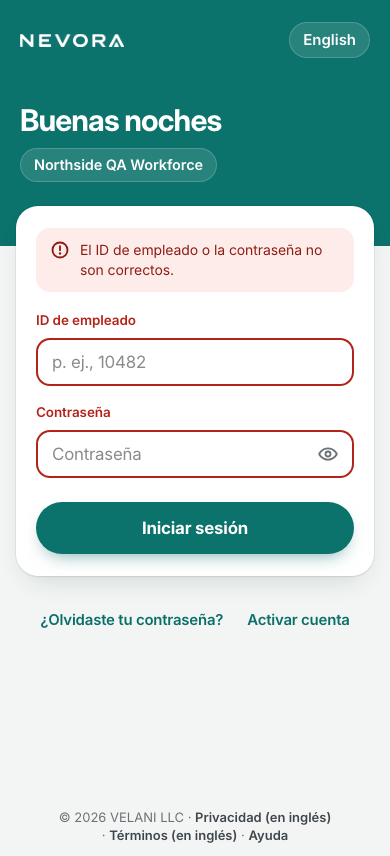 NEVORA
English
Buenas noches
Northside QA Workforce
El ID de empleado o la contraseña no
son correctos.
ID de empleado
p. ej., 10482
Contraseña
Contraseña
Iniciar sesión
¿Olvidaste tu contraseña? Activar cuenta
© 2026 VELANI LLC · Privacidad (en inglés)
· Términos (en inglés) · Ayuda